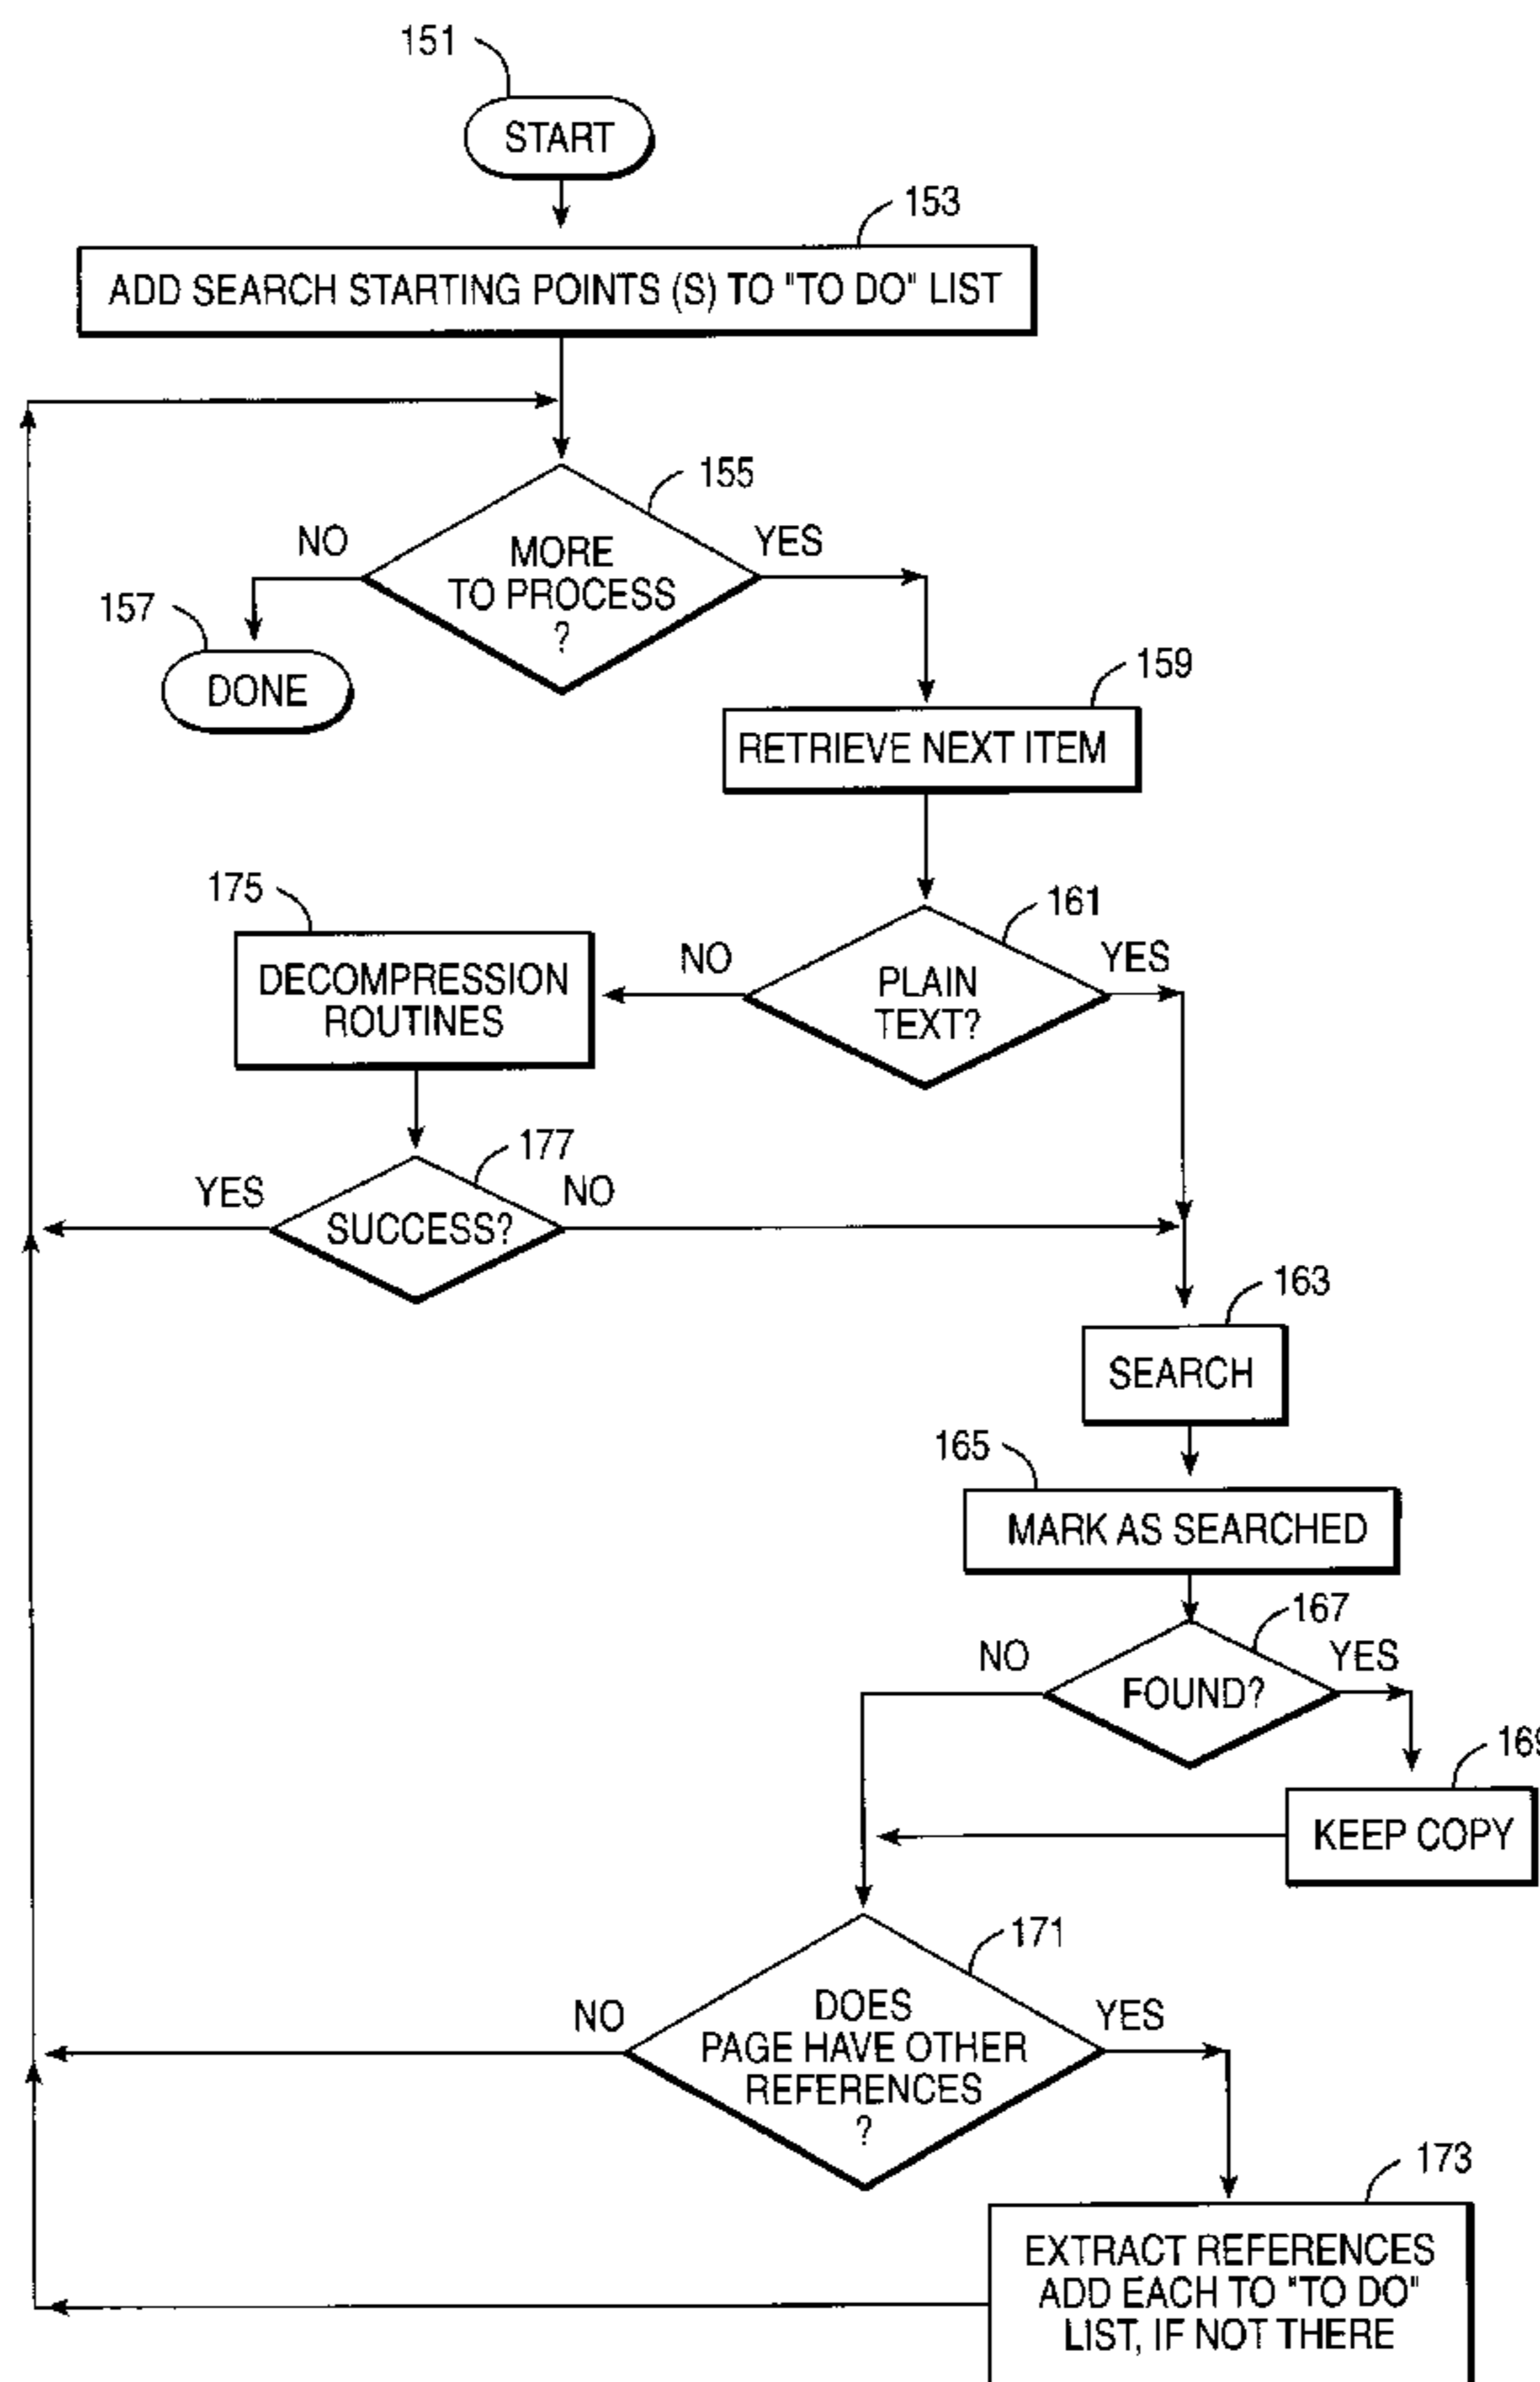 151
START
153
ADD SEARCH STARTING POINTS (S) TO "TO DO" LIST
155
NO
MORE
TO PROCESS
?
YES
157
DONE
159
RETRIEVE NEXT ITEM
175
DECOMPRESSION
ROUTINES
161
NO
PLAIN
TEXT?
YES
177
YES
SUCCESS?
NO
163
SEARCH
165
MARK AS SEARCHED
167
NO
FOUND?
YES
169
KEEP COPY
171
NO
DOES
PAGE HAVE OTHER
REFERENCES
?
YES
173
EXTRACT REFERENCES
ADD EACH TO "TO DO"
LIST, IF NOT THERE